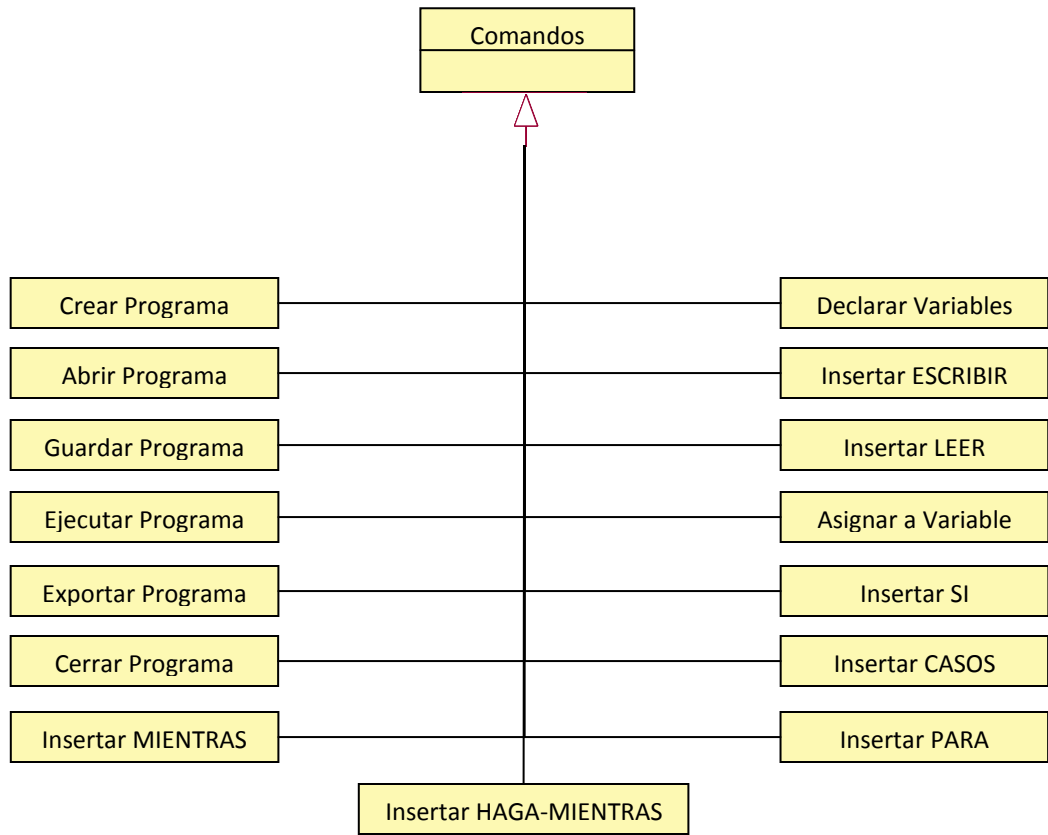 Comandos
Crear Programa
Declarar Variables
Abrir Programa
Insertar ESCRIBIR
Guardar Programa
Insertar LEER
Ejecutar Programa
Asignar a Variable
Exportar Programa
Insertar SI
Cerrar Programa
Insertar CASOS
Insertar MIENTRAS
Insertar PARA
Insertar HAGA-MIENTRAS